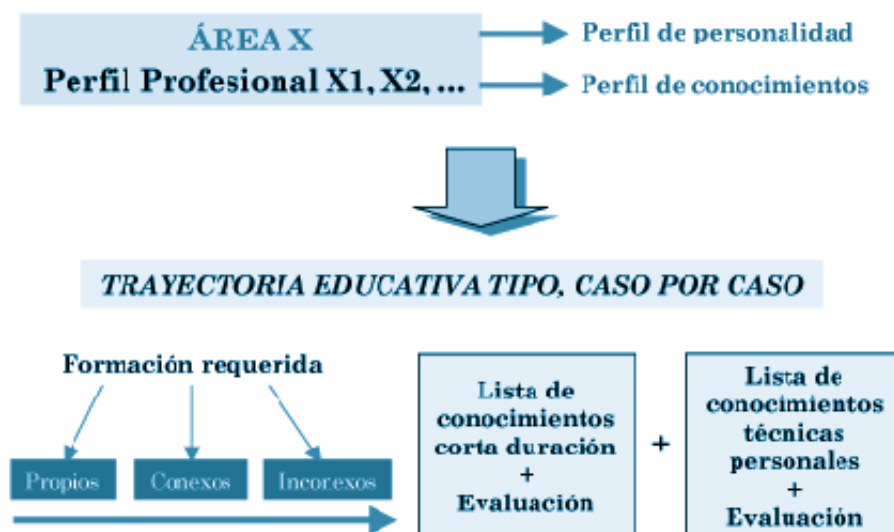 ÁREA X
Perfil Profesional X1, X2, ...
Perfil de personalidad
Perfil de conocimientos
TRAYECTORIA EDUCATIVA TIPO, CASO POR CASO
Formación requerida
Propios
Conexos
Inconexos
Lista de
conocimientos
corta duración
+
Evaluación
+
Lista de
conocimientos
técnicas
personales
+
Evaluación